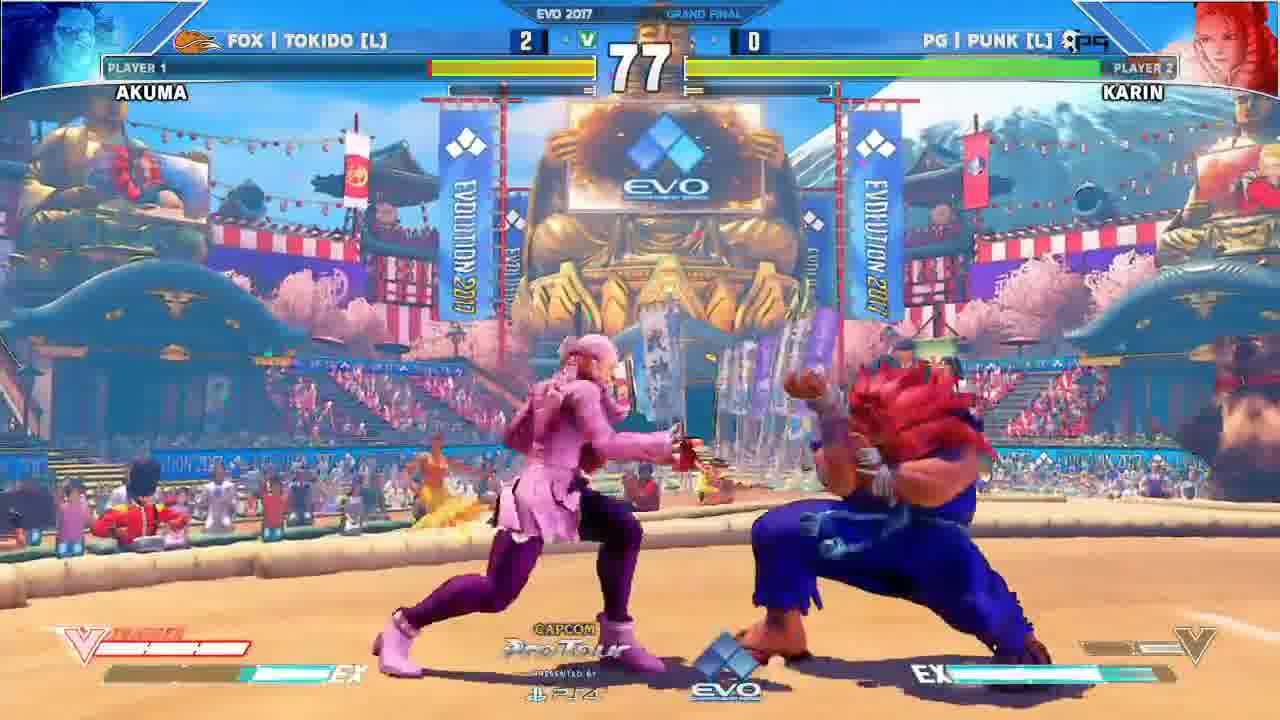 EVO 2017 GRAND FINAL
FOX | TOKIDO [L] 2 V 77 0 PG | PUNK [L]
PLAYER 1 PLAYER 2
AKUMA KARIN
EVO
EVOLUTION 2017
EVOLUTION 2017
EX EX
CAPCOM
Pro Tour
PRESENTED BY
PS4
EVO